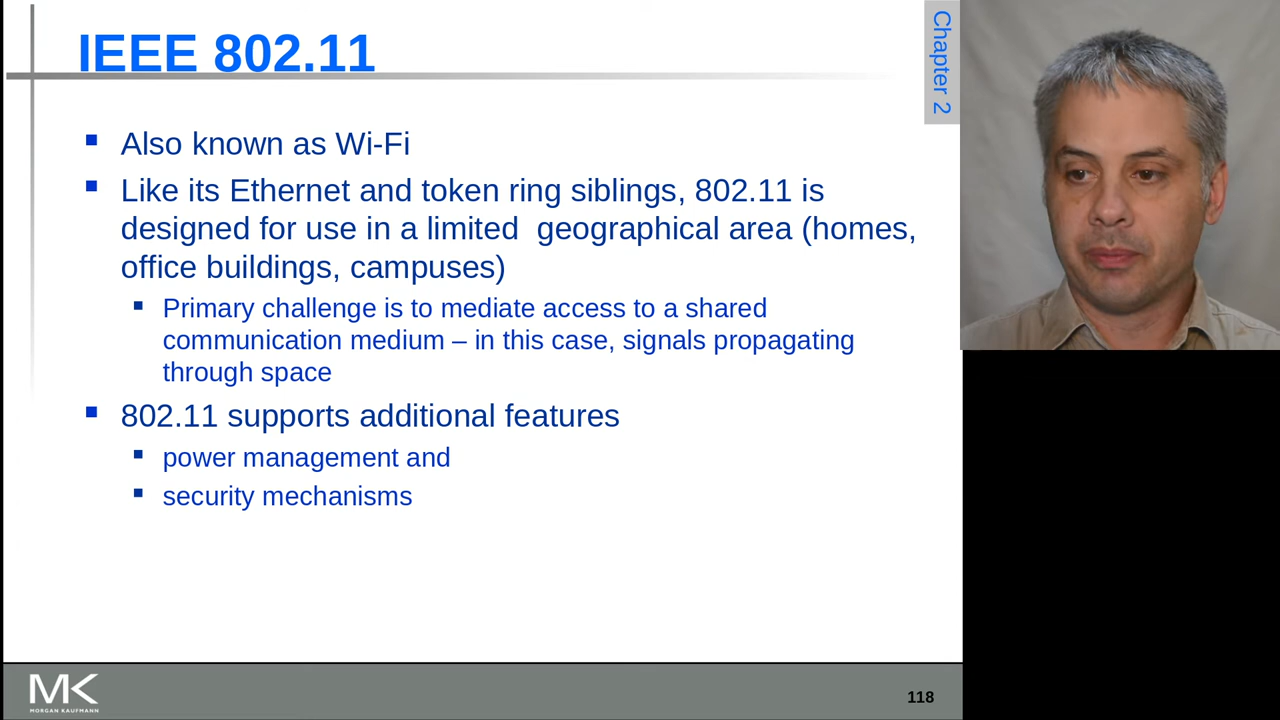 IEEE 802.11
Chapter 2
Also known as Wi-Fi
Like its Ethernet and token ring siblings, 802.11 is
designed for use in a limited  geographical area (homes,
office buildings, campuses)
Primary challenge is to mediate access to a shared
communication medium – in this case, signals propagating
through space
802.11 supports additional features
power management and
security mechanisms
MK
MORGAN KAUFMANN
118